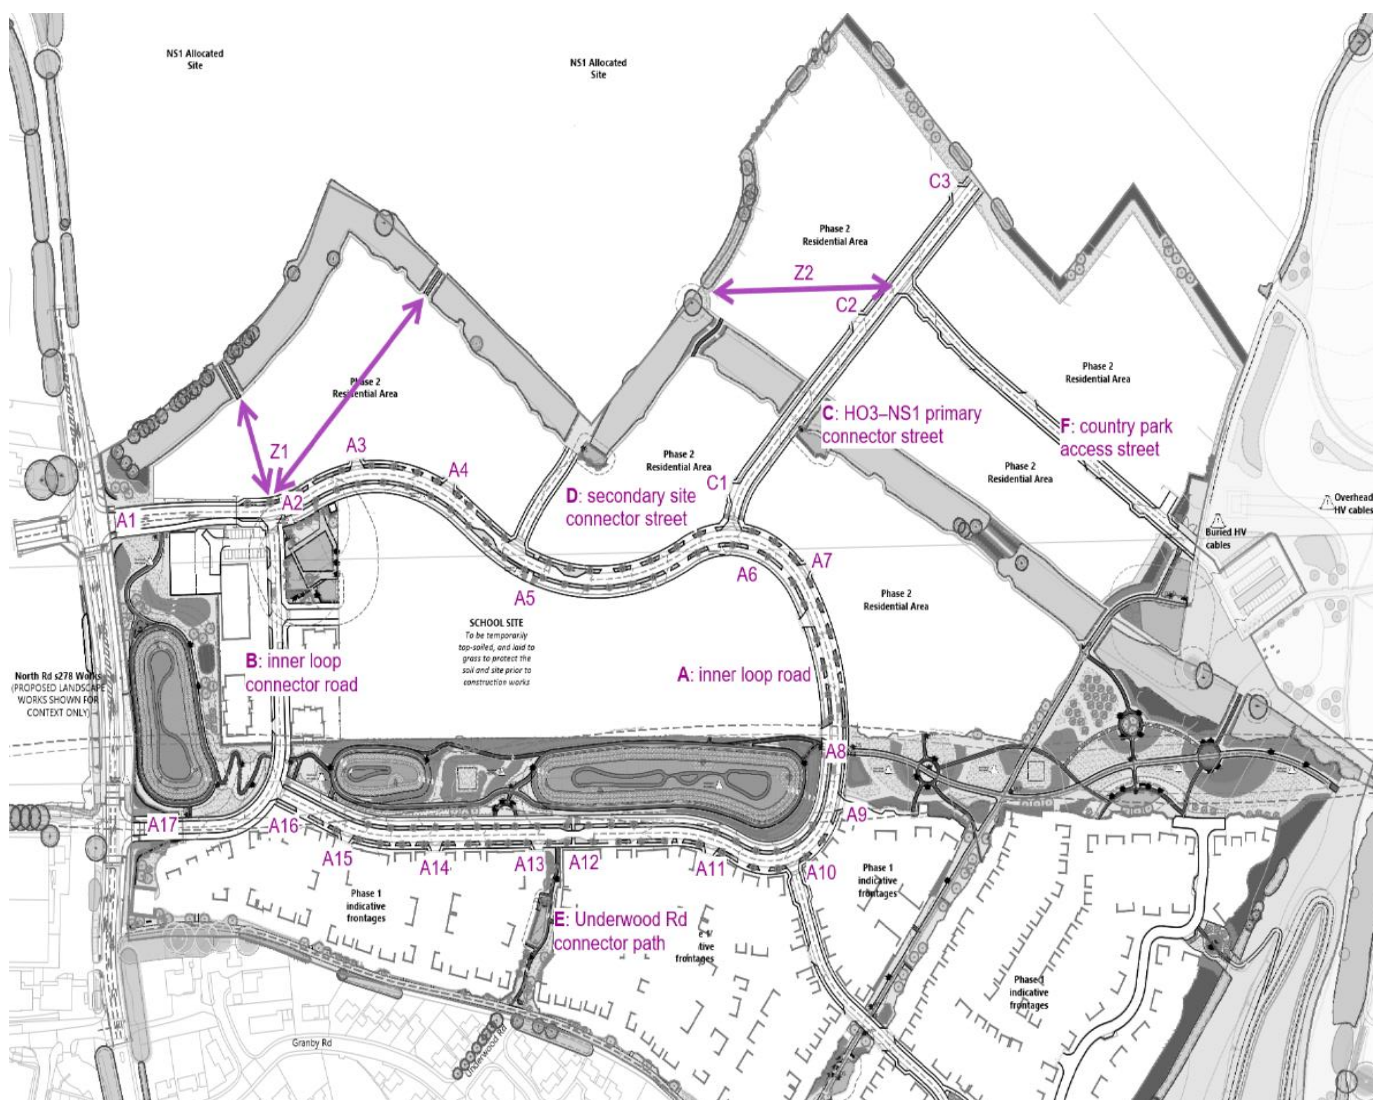 NS1 Allocated
Site
NS1 Allocated
Site
C3
Phase 2
Residential Area
Z2
C2
Phase 2
Residential Area
Phase 2
Residential Area
C: HO3–NS1 primary
connector street
F: country park
access street
Z1
A3
A4
Phase 2
Residential Area
Phase 2
Residential Area
C1
D: secondary site
connector street
A1
A2
Overhead
HV cables
Buried HV
cables
A5
A6
A7
Phase 2
Residential Area
SCHOOL SITE
To be temporarily
top-soiled, and laid to
grass to protect the
soil and site prior to
construction works
B: inner loop
connector road
A: inner loop road
North Rd s278 Works
(PROPOSED LANDSCAPE
WORKS SHOWN FOR
CONTEXT ONLY)
A8
A9
A17
A16
A15
A14
A13
A12
A11
A10
Phase 1
indicative
frontages
Phase 1
indicative
frontages
E: Underwood Rd
connector path
frontages
Phase 1
indicative
frontages
Granby Rd
Underwood Rd